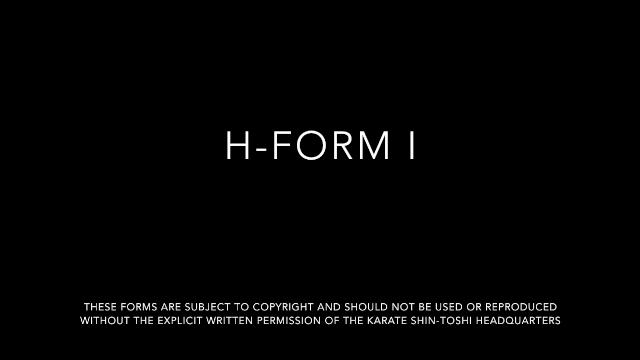 H-FORM I
THESE FORMS ARE SUBJECT TO COPYRIGHT AND SHOULD NOT BE USED OR REPRODUCED
WITHOUT THE EXPLICIT WRITTEN PERMISSION OF THE KARATE SHIN-TOSHI HEADQUARTERS